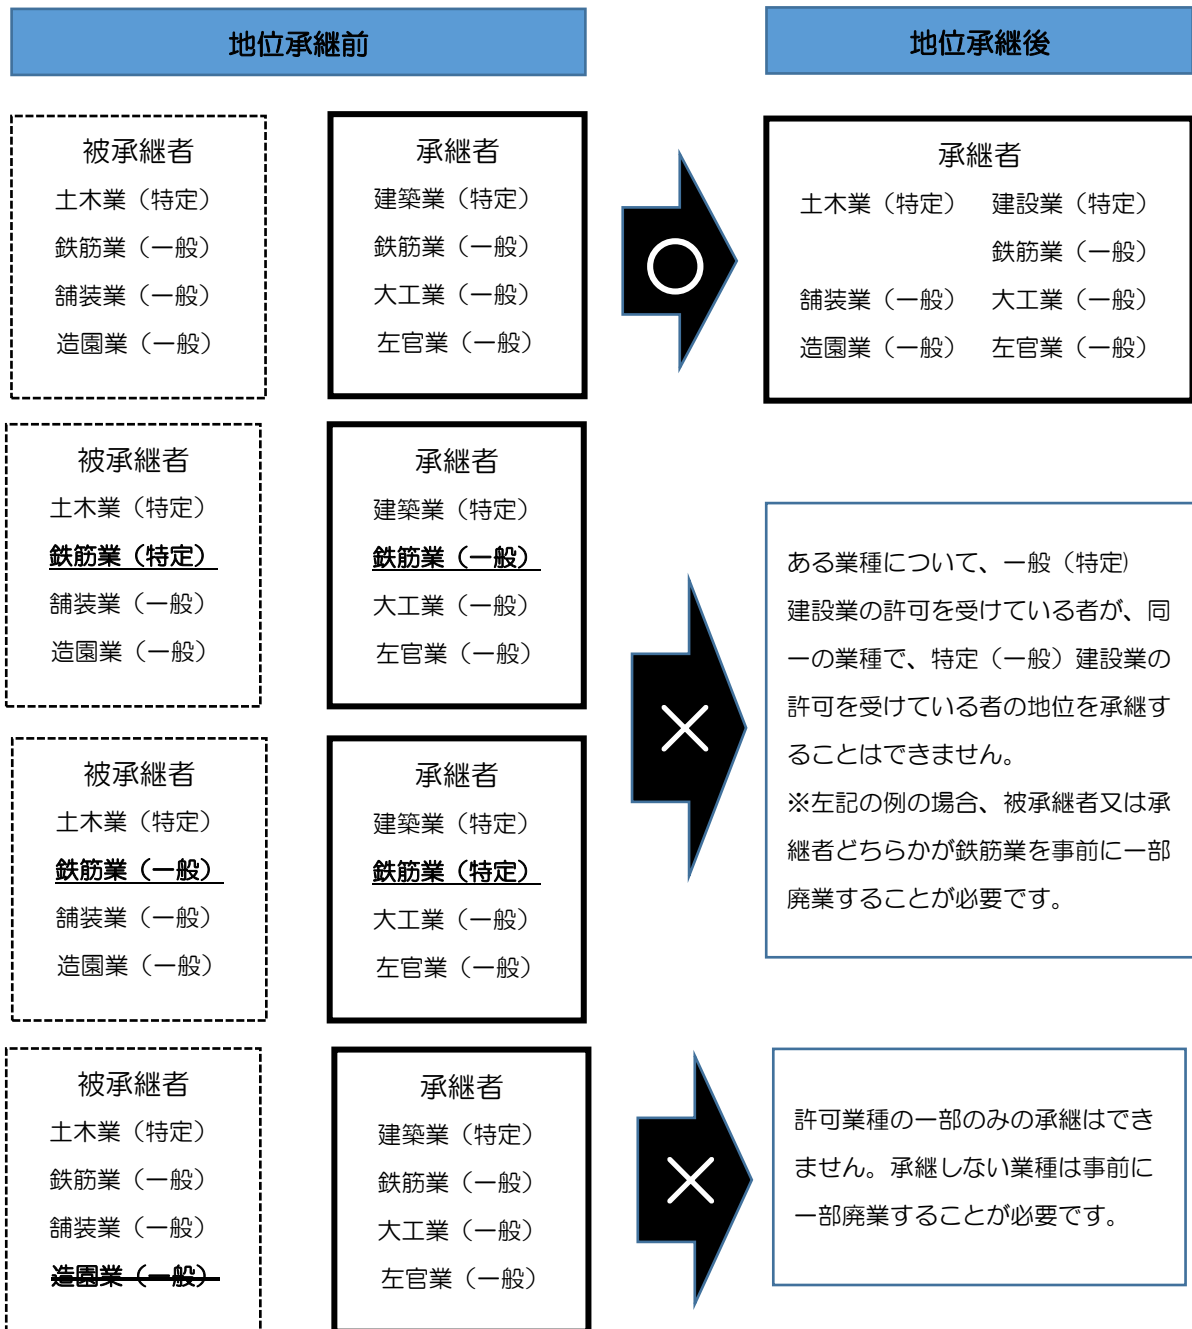 地位承継前
地位承継後
被承継者
土木業（特定）
鉄筋業（一般）
舗装業（一般）
造園業（一般）
承継者
建築業（特定）
鉄筋業（一般）
大工業（一般）
左官業（一般）
承継者
土木業（特定） 建設業（特定）
鉄筋業（一般）
舗装業（一般） 大工業（一般）
造園業（一般） 左官業（一般）
被承継者
土木業（特定）
鉄筋業（特定）
舗装業（一般）
造園業（一般）
承継者
建築業（特定）
鉄筋業（一般）
大工業（一般）
左官業（一般）
被承継者
土木業（特定）
鉄筋業（一般）
舗装業（一般）
造園業（一般）
承継者
建築業（特定）
鉄筋業（特定）
大工業（一般）
左官業（一般）
ある業種について、一般（特定)
建設業の許可を受けている者が、同
一の業種で、特定（一般）建設業の
許可を受けている者の地位を承継す
ることはできません。
※左記の例の場合、被承継者又は承
継者どちらかが鉄筋業を事前に一部
廃業することが必要です。
被承継者
土木業（特定）
鉄筋業（一般）
舗装業（一般）
造園業（一般）
承継者
建築業（特定）
鉄筋業（一般）
大工業（一般）
左官業（一般）
許可業種の一部のみの承継はでき
ません。承継しない業種は事前に
一部廃業することが必要です。